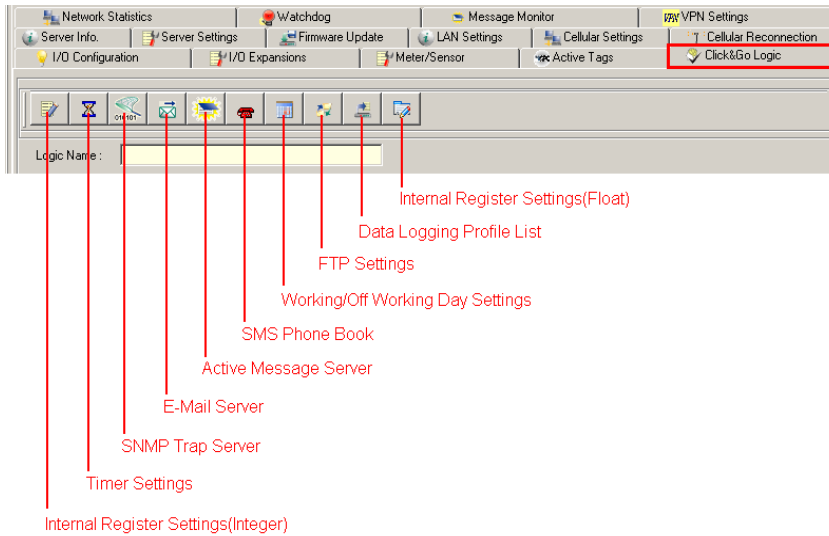 Network Statistics Watchdog Message Monitor VPN VPN Settings
Server Info. Server Settings Firmware Update LAN Settings Cellular Settings Cellular Reconnection
I/O Configuration I/O Expansions Meter/Sensor Active Tags Click&Go Logic
010101
Logic Name :
Internal Register Settings(Float)
Data Logging Profile List
FTP Settings
Working/Off Working Day Settings
SMS Phone Book
Active Message Server
E-Mail Server
SNMP Trap Server
Timer Settings
Internal Register Settings(Integer)